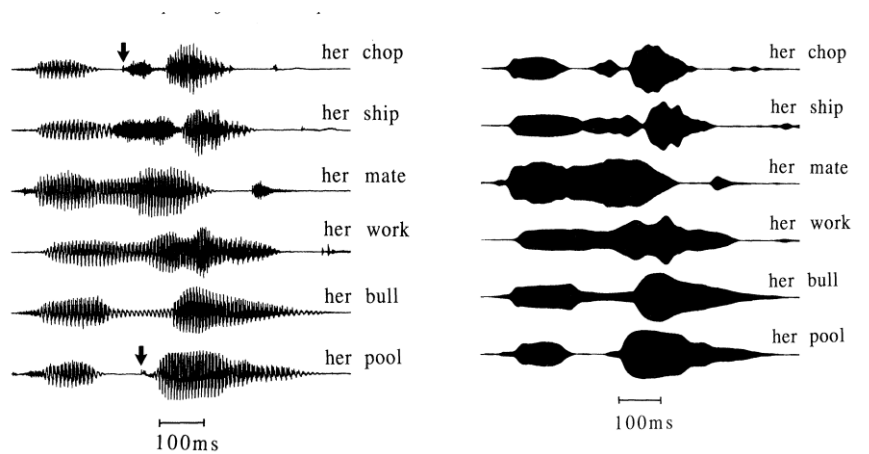 her chop
her ship
her mate
her work
her bull
her pool
100ms
her chop
her ship
her mate
her work
her bull
her pool
100ms